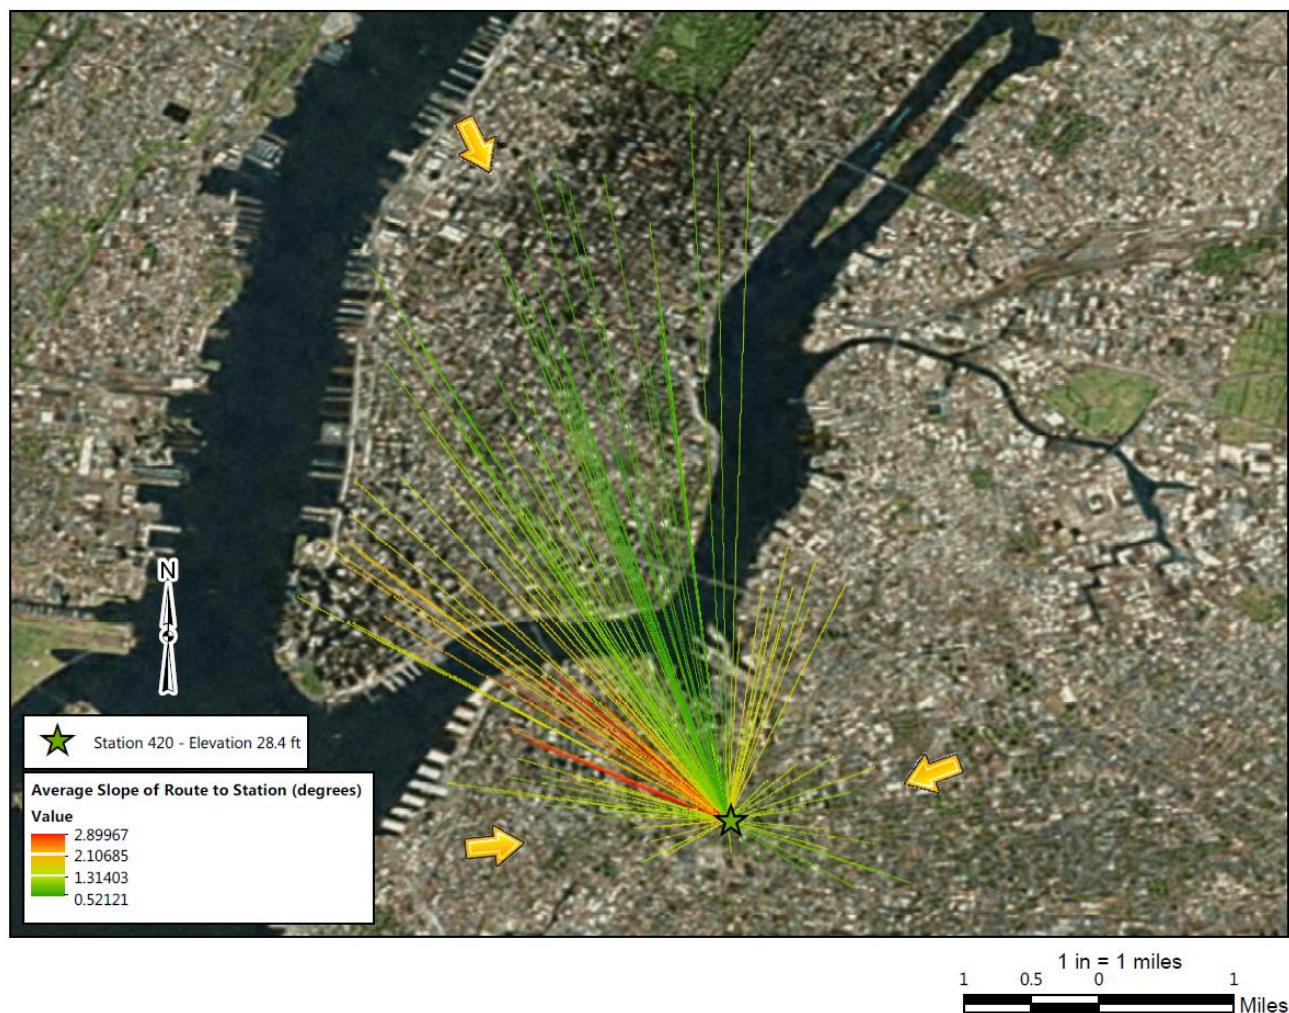 N
Station 420 - Elevation 28.4 ft
Average Slope of Route to Station (degrees)
Value
2.89967
2.10685
1.31403
0.52121
1 in = 1 miles
1 0.5 0 1
Miles